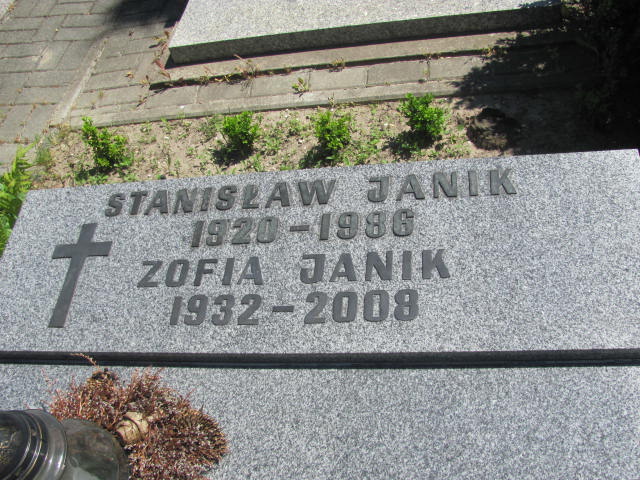 STANISŁAW JANIK
1920-1986
ZOFIA JANIK
1932-2008